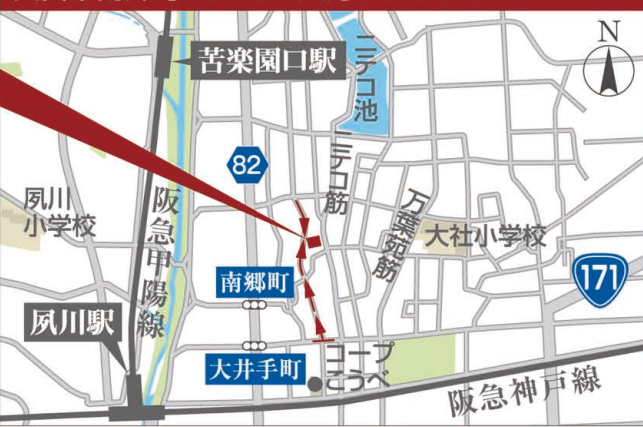 苦楽園口駅
N
ニテコ池
ニテコ筋
82
夙川
小学校
阪急甲陽線
万葉苑筋
大社小学校
171
南郷町
夙川駅
大井手町
コープ
こうべ
阪急神戸線